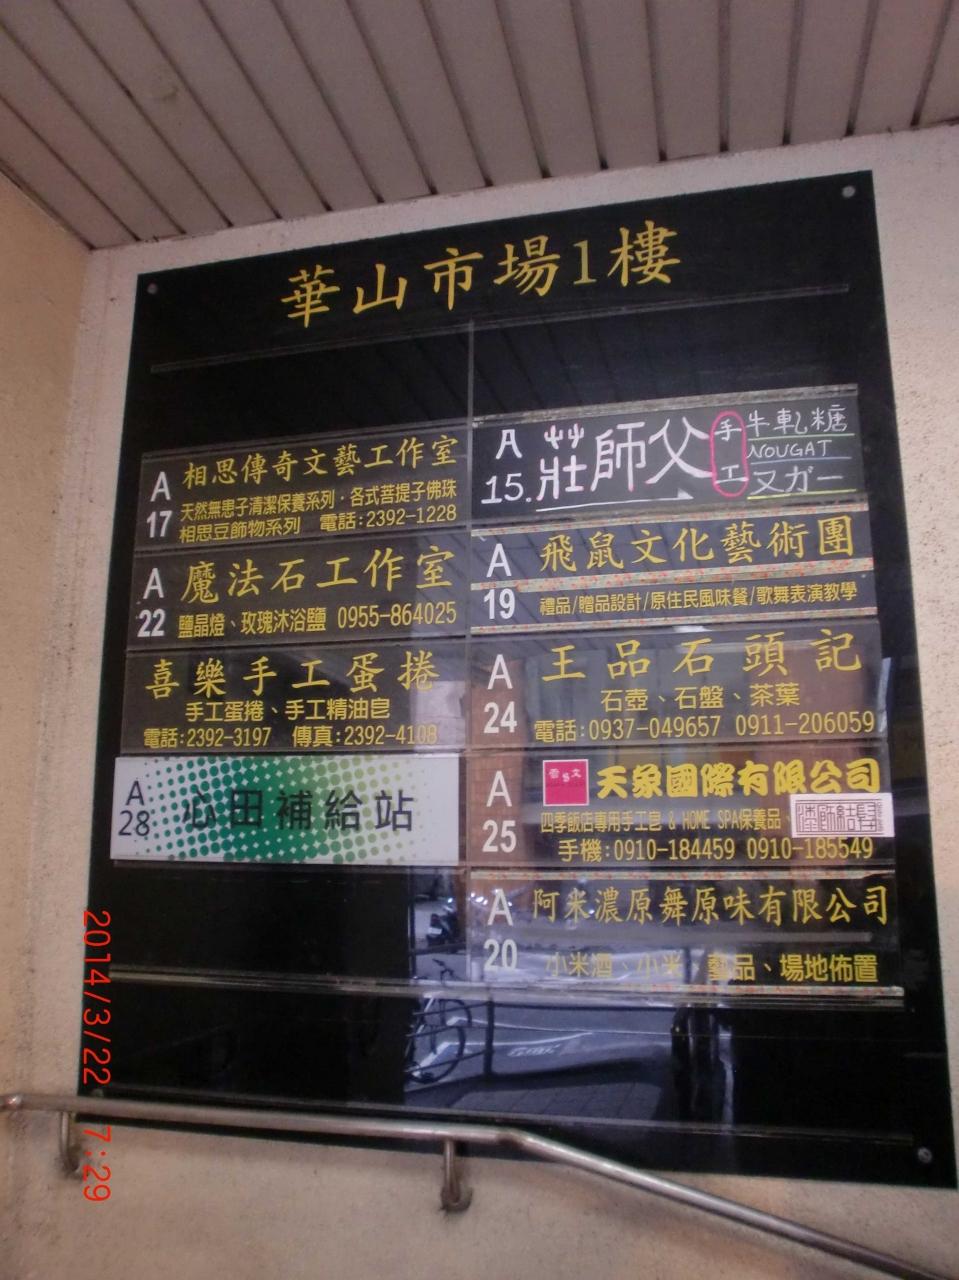 華山市場1樓
A 17
相思傳奇文藝工作室
天然無患子清潔保養系列‧各式菩提子佛珠
相思豆飾物系列 電話:2392-1228
A 22
魔法石工作室
鹽晶燈、玫瑰沐浴鹽 0955-864025
喜樂手工蛋捲
手工蛋捲、手工精油皂
電話:2392-3197 傳真:2392-4108
A 28
心田補給站
A 15.
莊師父
手工
牛軋糖
NOUGAT
ヌガー
A 19
飛鼠文化藝術團
禮品/贈品設計/原住民風味餐/歌舞表演教學
A 24
王品石頭記
石壺、石盤、茶葉
電話:0937-049657 0911-206059
A 25
天象國際有限公司
四季飯店專用手工皂 & HOME SPA保養品、
手機:0910-184459 0910-185549
A 20
阿米濃原舞原味有限公司
小米酒、小米、藝品、場地佈置
2014/3/22 7:29